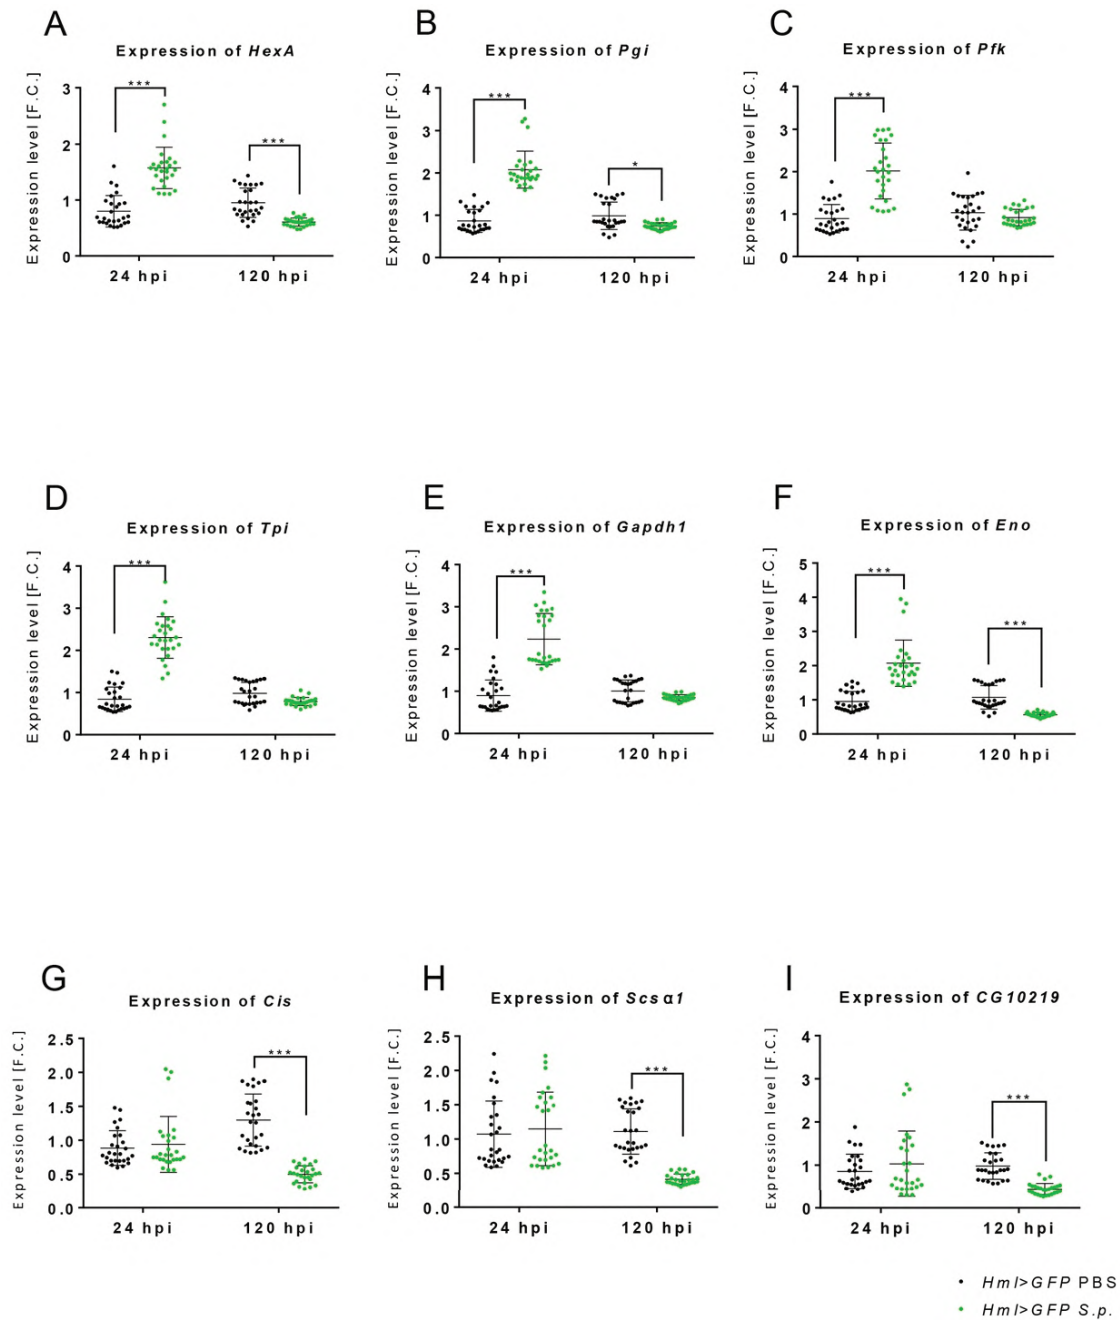 A
Expression of HexA
Expression level [F.C.]
3
2
1
0
***
***
24 hpi
120 hpi
B
Expression of Pgi
Expression level [F.C.]
4
3
2
1
0
***
*
24 hpi
120 hpi
C
Expression of Pfk
Expression level [F.C.]
4
3
2
1
0
***
24 hpi
120 hpi
D
Expression of Tpi
Expression level [F.C.]
4
3
2
1
0
***
24 hpi
120 hpi
E
Expression of Gapdh1
Expression level [F.C.]
4
3
2
1
0
***
24 hpi
120 hpi
F
Expression of Eno
Expression level [F.C.]
5
4
3
2
1
0
***
***
24 hpi
120 hpi
G
Expression of Cis
Expression level [F.C.]
2.5
2.0
1.5
1.0
0.5
0.0
***
24 hpi
120 hpi
H
Expression of Scsα1
Expression level [F.C.]
2.5
2.0
1.5
1.0
0.5
0.0
***
24 hpi
120 hpi
I
Expression of CG10219
Expression level [F.C.]
4
3
2
1
0
***
24 hpi
120 hpi
Hml>GFP PBS
Hml>GFP S.p.